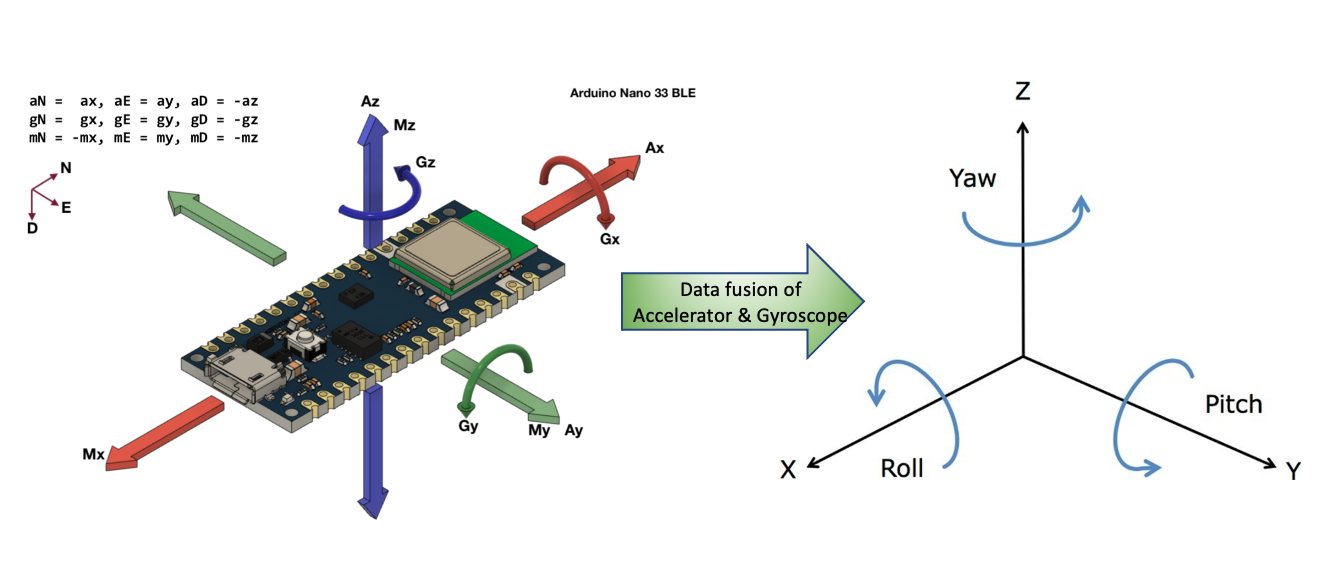 aN =  ax, aE = ay, aD = -az
gN =  gx, gE = gy, gD = -gz
mN = -mx, mE = my, mD = -mz
N
E
D
Arduino Nano 33 BLE
Az
Mz
Gz
Ax
Gx
Gy
My Ay
Mx
Data fusion of
Accelerator & Gyroscope
Z
Yaw
Pitch
Roll
X
Y